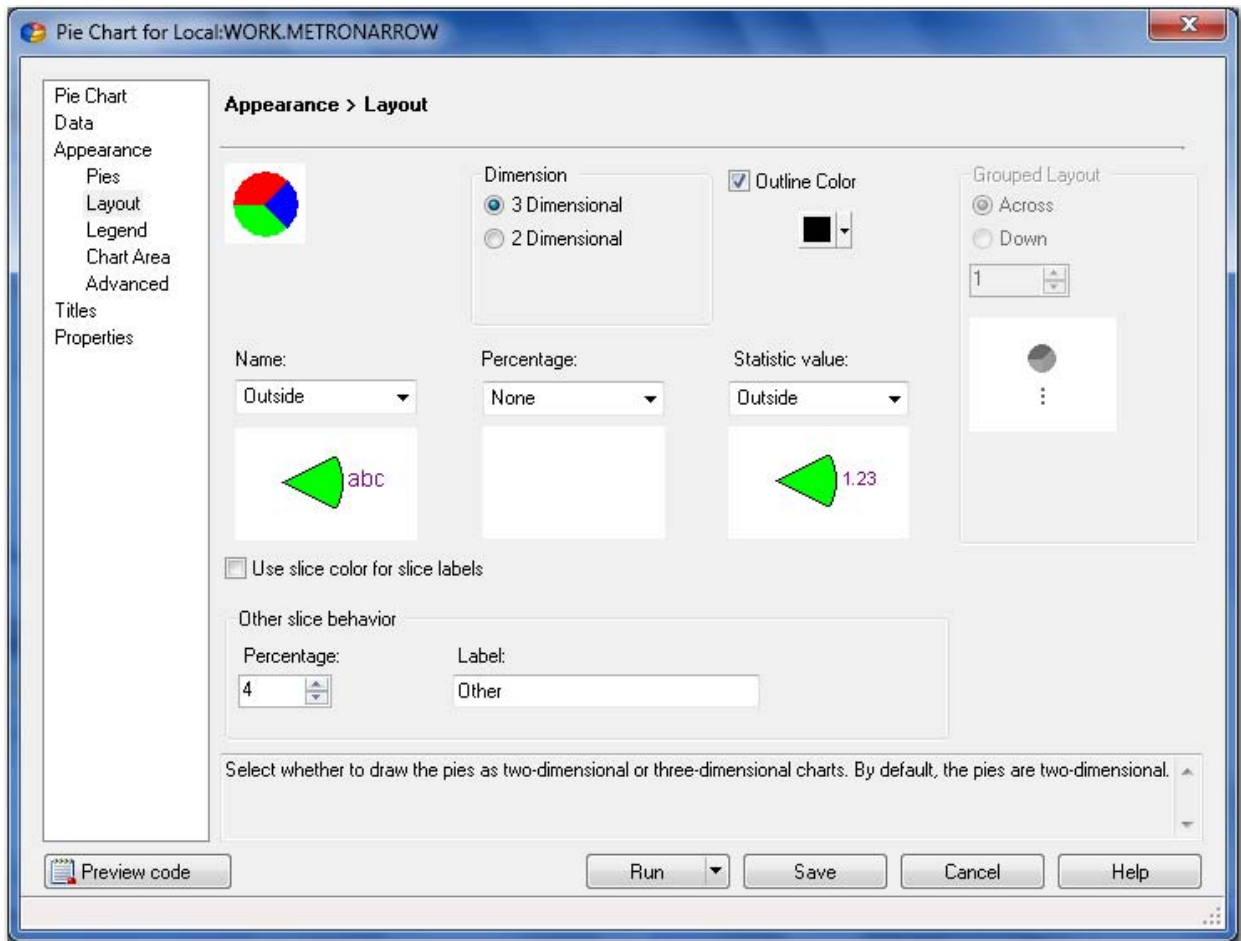 Pie Chart for Local:WORK.METRONARROW
Pie Chart
Data
Appearance
Pies
Layout
Legend
Chart Area
Advanced
Titles
Properties
Appearance > Layout
Dimension
3 Dimensional
2 Dimensional
Outline Color
Grouped Layout
Across
Down
1
Name:
Outside
abc
Percentage:
None
Statistic value:
Outside
1.23
Use slice color for slice labels
Other slice behavior
Percentage:
4
Label:
Other
Select whether to draw the pies as two-dimensional or three-dimensional charts. By default, the pies are two-dimensional.
Preview code
Run
Save
Cancel
Help